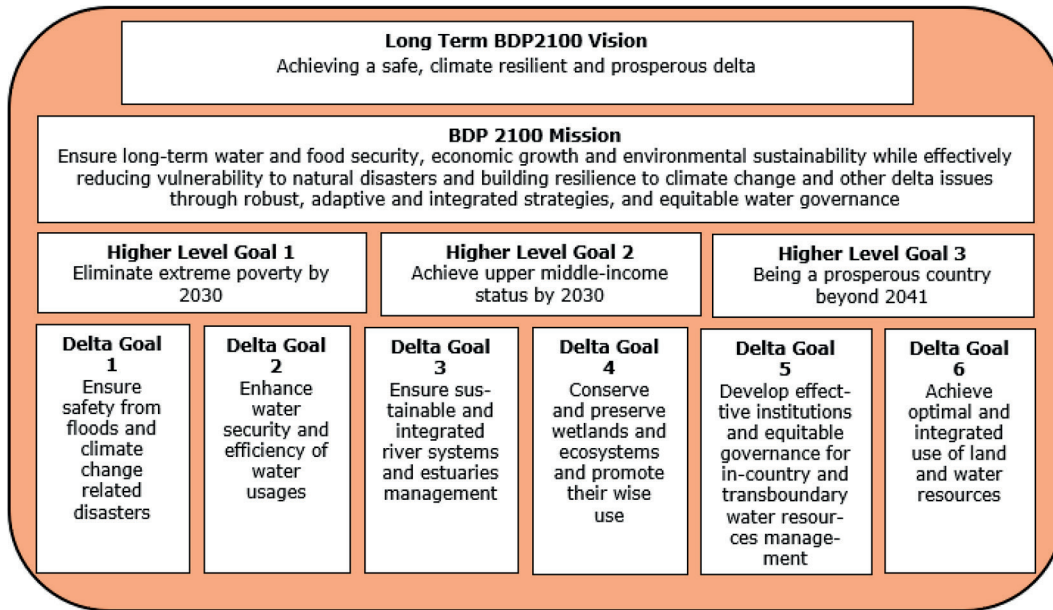 Long Term BDP2100 Vision
Achieving a safe, climate resilient and prosperous delta
BDP 2100 Mission
Ensure long-term water and food security, economic growth and environmental sustainability while effectively
reducing vulnerability to natural disasters and building resilience to climate change and other delta issues
through robust, adaptive and integrated strategies, and equitable water governance
Higher Level Goal 1
Eliminate extreme poverty by
2030
Higher Level Goal 2
Achieve upper middle-income
status by 2030
Higher Level Goal 3
Being a prosperous country
beyond 2041
Delta Goal
1
Ensure
safety from
floods and
climate
change
related
disasters
Delta Goal
2
Enhance
water
security and
efficiency of
water
usages
Delta Goal
3
Ensure sus-
tainable and
integrated
river systems
and estuaries
management
Delta Goal
4
Conserve
and preserve
wetlands and
ecosystems
and promote
their wise
use
Delta Goal
5
Develop effect-
tive institutions
and equitable
governance for
in-country and
transboundary
water resour-
ces manage-
ment
Delta Goal
6
Achieve
optimal and
integrated
use of land
and water
resources